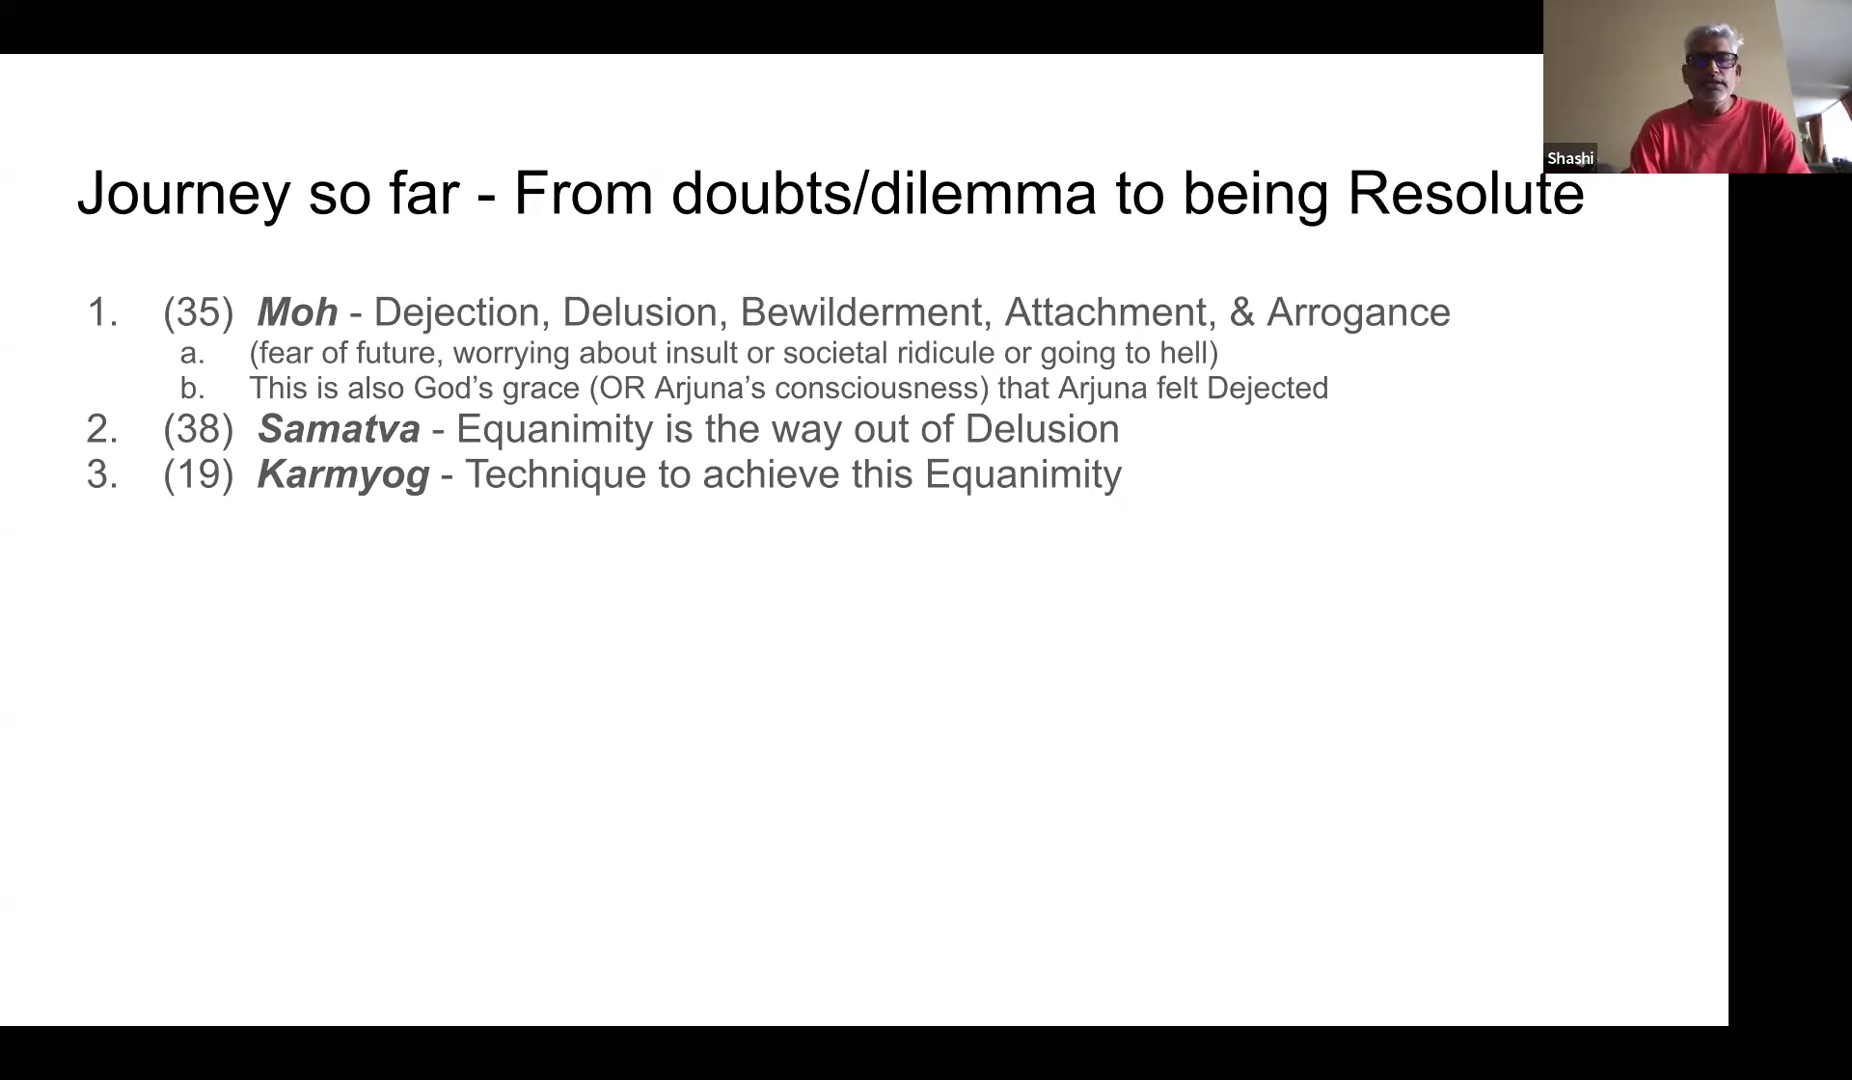 Shashi
Journey so far - From doubts/dilemma to being Resolute
1. (35) Moh - Dejection, Delusion, Bewilderment, Attachment, & Arrogance
a. (fear of future, worrying about insult or societal ridicule or going to hell)
b. This is also God’s grace (OR Arjuna’s consciousness) that Arjuna felt Dejected
2. (38) Samatva - Equanimity is the way out of Delusion
3. (19) Karmyog - Technique to achieve this Equanimity